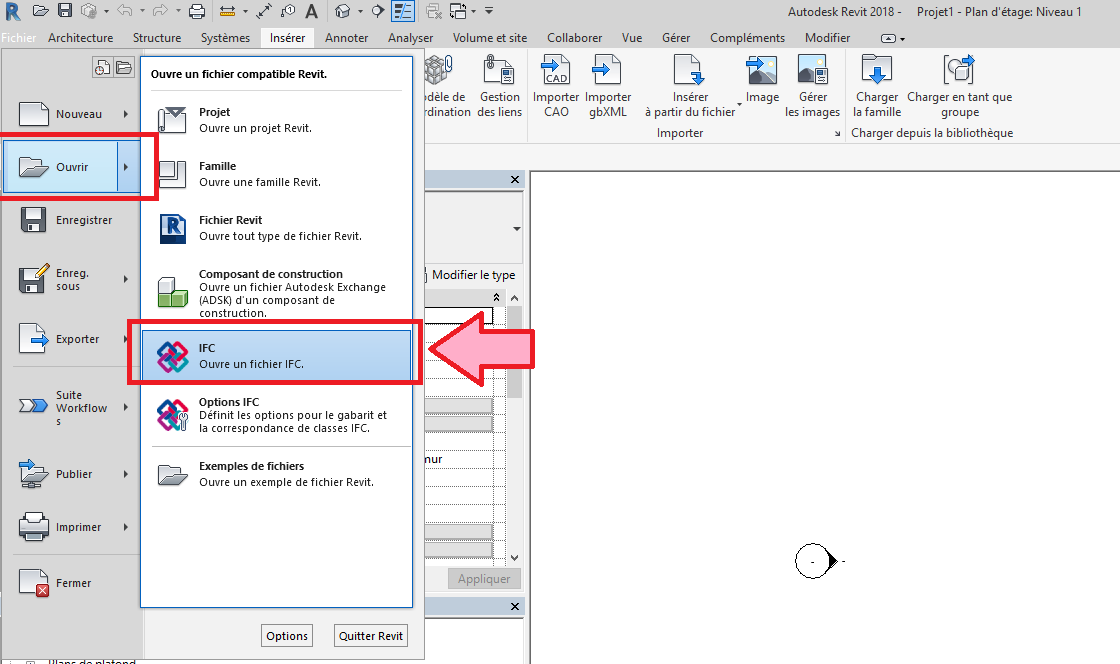 Autodesk Revit 2018 - Projet1 - Plan d'étage: Niveau 1
Fichier Architecture Structure Systèmes Insérer Annoter Analyser Volume et site Collaborer Vue Gérer Compléments Modifier
Ouvre un fichier compatible Revit.
Nouveau
Ouvrir
Enregistrer
Enreg.
sous
Exporter
Suite
Workflow
s
Publier
Imprimer
Fermer
Projet
Ouvre un projet Revit.
Famille
Ouvre une famille Revit.
Fichier Revit
Ouvre tout type de fichier Revit.
Composant de construction
Ouvre un fichier Autodesk Exchange
(ADSK) d'un composant de
construction.
IFC
Ouvre un fichier IFC.
Options IFC
Définit les options pour le gabarit et
la correspondance de classes IFC.
Exemples de fichiers
Ouvre un exemple de fichier Revit.
Options
Quitter Revit
dèle de
rdination
Gestion
des liens
CAD
Importer
CAO
Importer
gbXML
Insérer
à partir du fichier
Image
Gérer
les images
Importer
Charger
la famille
Charger en tant que
groupe
Charger depuis la bibliothèque
Modifier le type
mur
Appliquer
Plans de plafond